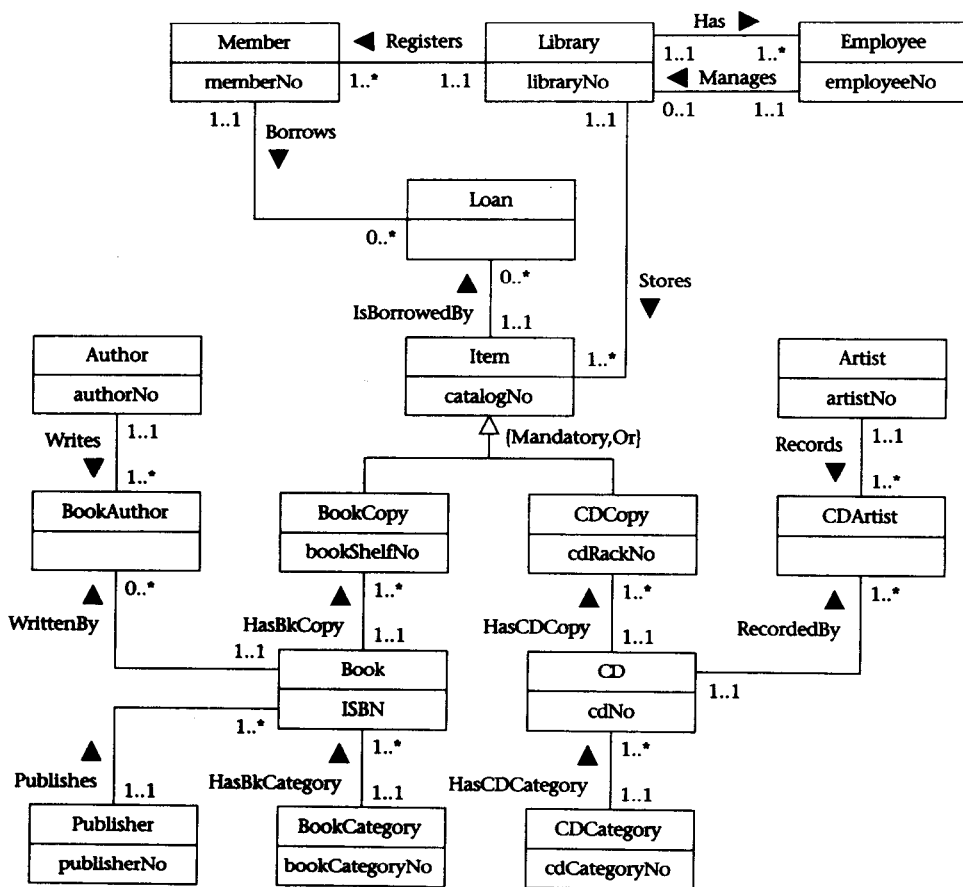 Has ▶
Member
◀ Registers
Library
Employee
1..1
1..*
memberNo
1..*
1..1
libraryNo
◀ Manages
employeeNo
0..1
1..1
1..1
1..1
Borrows
▼
Loan
0..*
▲
0..*
Stores
▼
IsBorrowedBy
1..1
Author
Item
1..*
Artist
authorNo
catalogNo
artistNo
1..1
{Mandatory,Or}
1..1
Writes
▼
Records
▼
1..*
1..*
BookAuthor
BookCopy
CDCopy
CDArtist
bookShelfNo
cdRackNo
▲
0..*
▲
1..*
▲
1..*
▲
1..*
WrittenBy
HasBkCopy
HasCDCopy
RecordedBy
1..1
1..1
1..1
Book
CD
1..1
ISBN
cdNo
1..*
▲
▲
1..*
▲
1..*
Publishes
HasBkCategory
HasCDCategory
1..1
1..1
1..1
Publisher
BookCategory
CDCategory
publisherNo
bookCategoryNo
cdCategoryNo